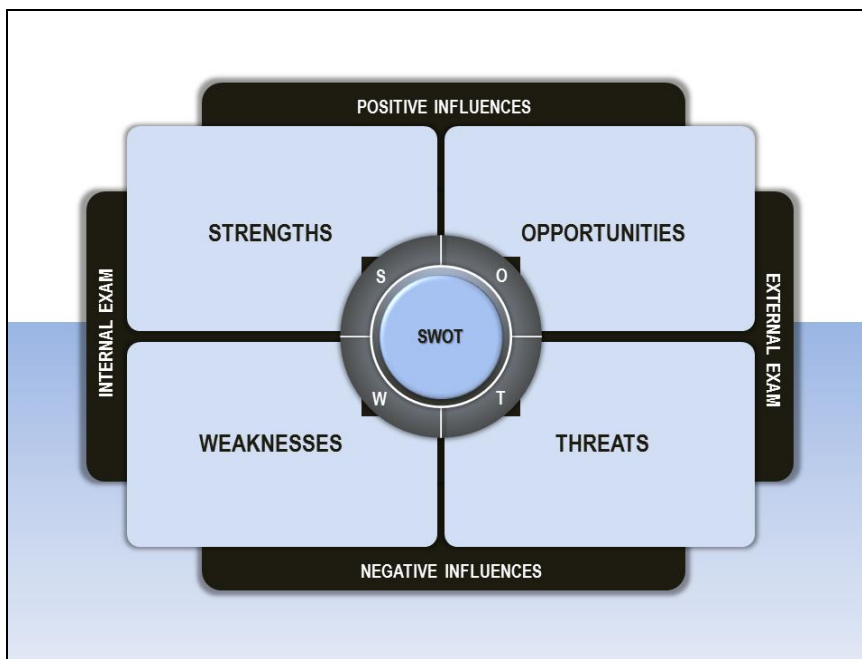 POSITIVE INFLUENCES
STRENGTHS
OPPORTUNITIES
INTERNAL EXAM
S
O
SWOT
EXTERNAL EXAM
W
T
WEAKNESSES
THREATS
NEGATIVE INFLUENCES